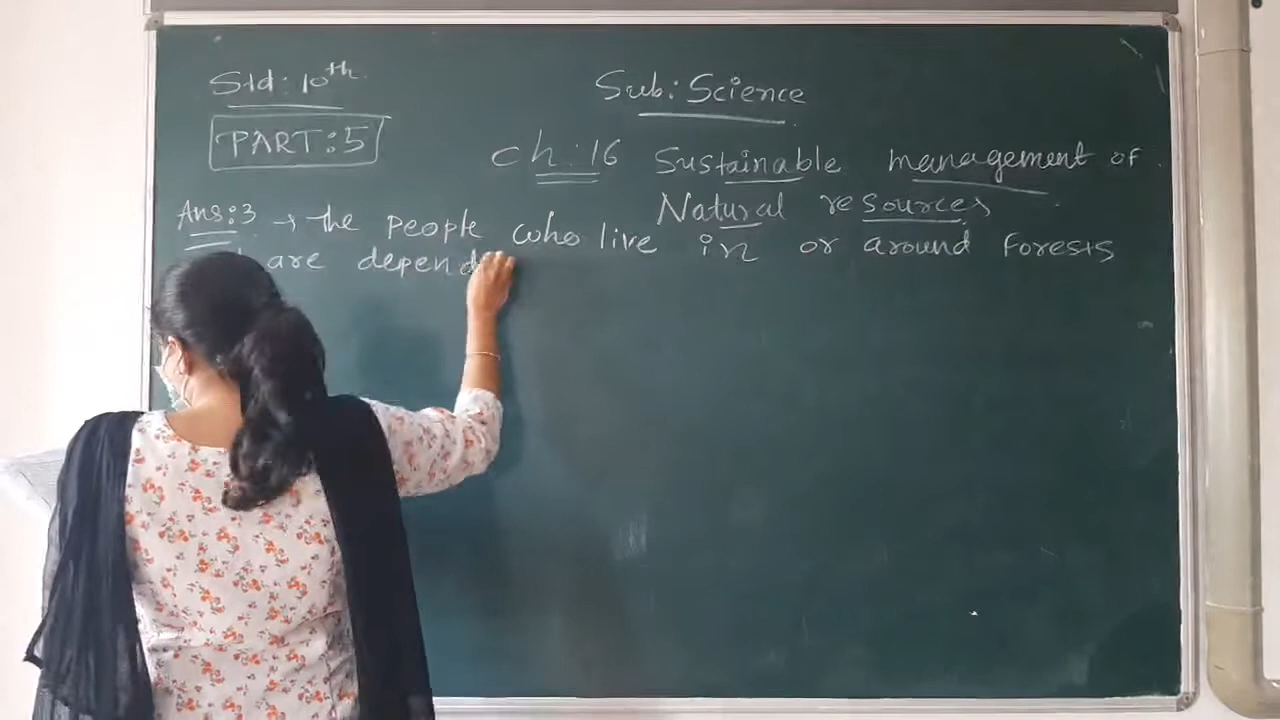 Std: 10th
Sub: Science
PART: 5
Ch: 16 Sustainable management of
Natural resources
Ans:3 → the people who live in or around forests
are depend